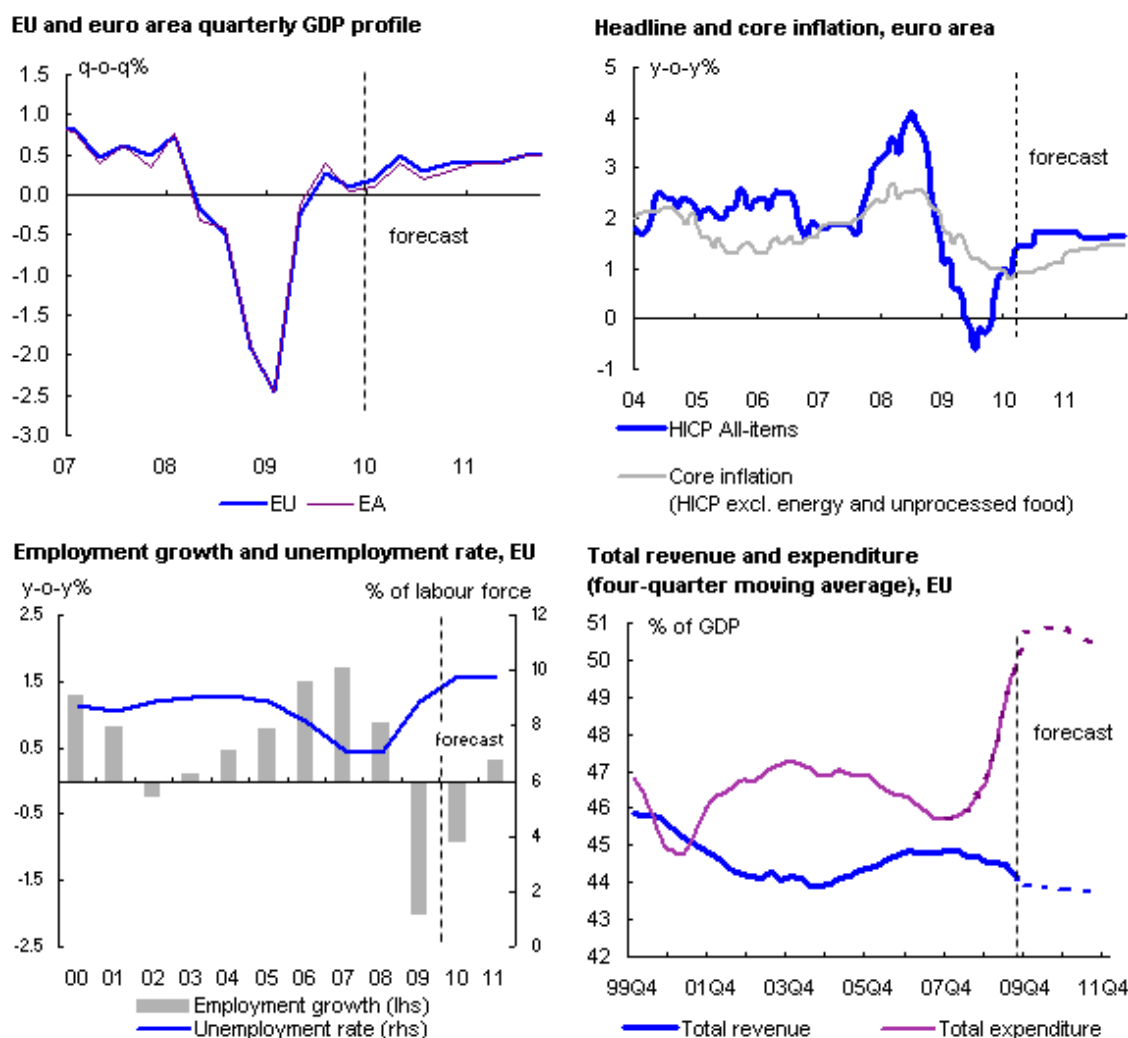 EU and euro area quarterly GDP profile
q-o-q%
1.5
1.0
0.5
0.0
-0.5
-1.0
-1.5
-2.0
-2.5
-3.0
forecast
07 08 09 10 11
EU EA
Headline and core inflation, euro area
y-o-y%
5
4
3
2
1
0
-1
forecast
04 05 06 07 08 09 10 11
HICP All-items
Core inflation
(HICP excl. energy and unprocessed food)
Employment growth and unemployment rate, EU
y-o-y%
% of labour force
2.5
1.5
0.5
-0.5
-1.5
-2.5
12
10
8
6
4
2
0
forecast
00 01 02 03 04 05 06 07 08 09 10 11
Employment growth (lhs)
Unemployment rate (rhs)
Total revenue and expenditure
(four-quarter moving average), EU
% of GDP
51
50
49
48
47
46
45
44
43
42
forecast
99Q4 01Q4 03Q4 05Q4 07Q4 09Q4 11Q4
Total revenue Total expenditure